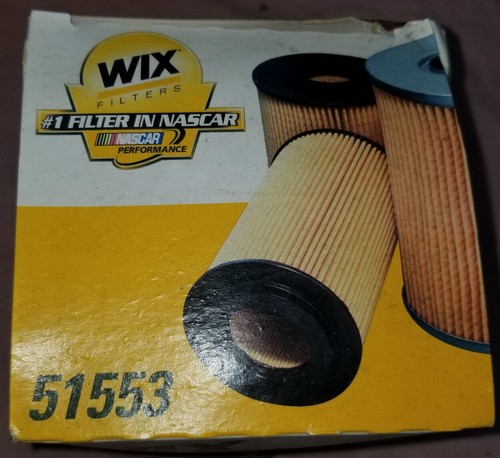 WIX
FILTERS
#1 FILTER IN NASCAR
NASCAR
PERFORMANCE
51553